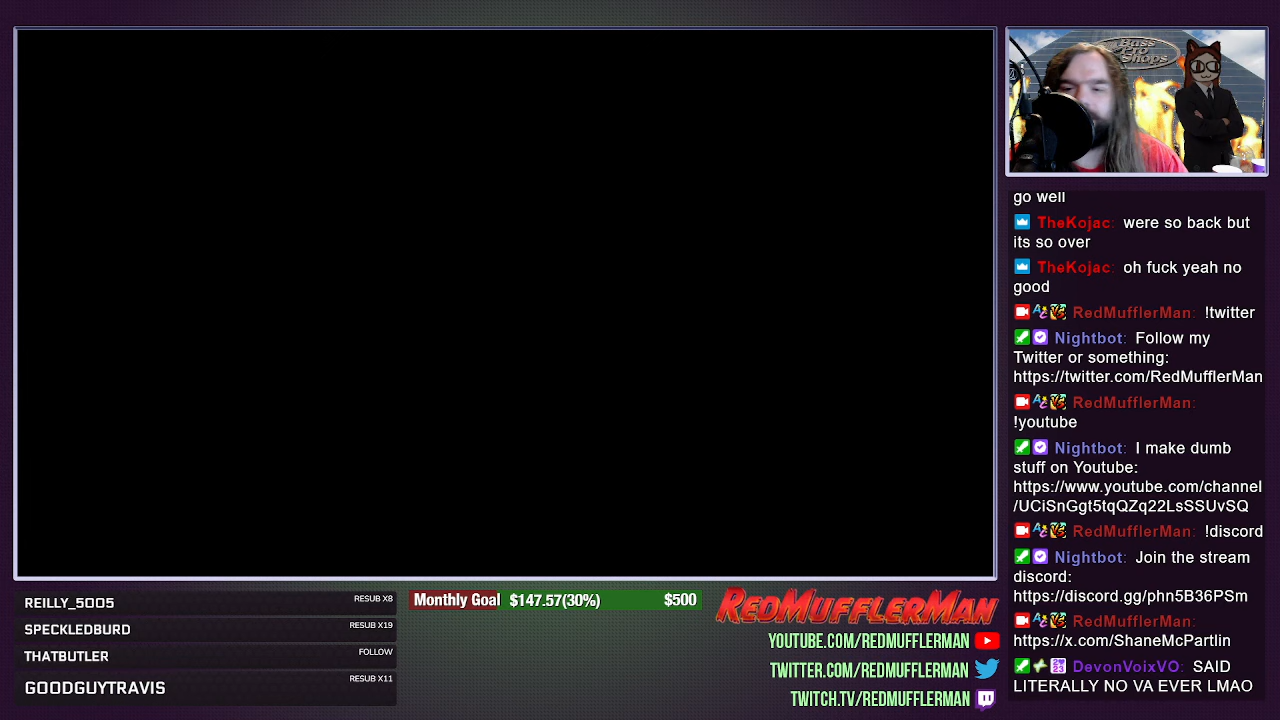 Bass
Pro
Shops
go well
TheKojac: were so back but
its so over
TheKojac: oh fuck yeah no
good
RedMufflerMan: !twitter
Nightbot: Follow my
Twitter or something:
https://twitter.com/RedMufflerMan
RedMufflerMan:
!youtube
Nightbot: I make dumb
stuff on Youtube:
https://www.youtube.com/channel
/UCiSnGgt5tqQZq22LsSSUvSQ
RedMufflerMan: !discord
Nightbot: Join the stream
discord:
https://discord.gg/phn5B36PSm
RedMufflerMan:
https://x.com/ShaneMcPartlin
DevonVoixVO: SAID
LITERALLY NO VA EVER LMAO
REILLY_5005 RESUB X8
SPECKLEDBURD RESUB X19
THATBUTLER FOLLOW
GOODGUYTRAVIS RESUB X11
Monthly Goal $147.57(30%) $500
REDMUFFLERMAN
YOUTUBE.COM/REDMUFFLERMAN
TWITTER.COM/REDMUFFLERMAN
TWITCH.TV/REDMUFFLERMAN